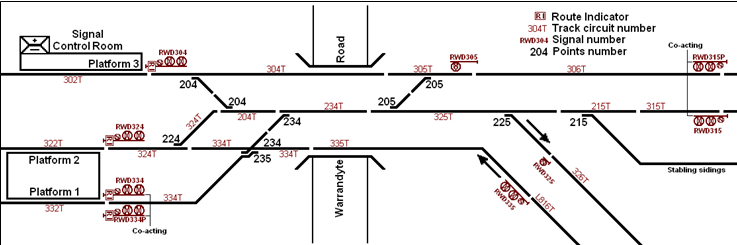 Signal
Control Room
Platform 3
RWD304
Road
RI Route Indicator
304T Track circuit number
RWD304 Signal number
204 Points number
Co-acting
RWD305
RWD315P
302T
304T
305T
306T
204
204
205
205
324T
204T
234T
325T
215T
315T
RWD324
224
234
225
215
RWD315
322T
324T
334T
234
335T
Platform 2
235
334T
RWD325
326T
Stabling sidings
Platform 1
RWD334
334T
Warrandyte
RWD335
L816T
332T
RWD334P
Co-acting